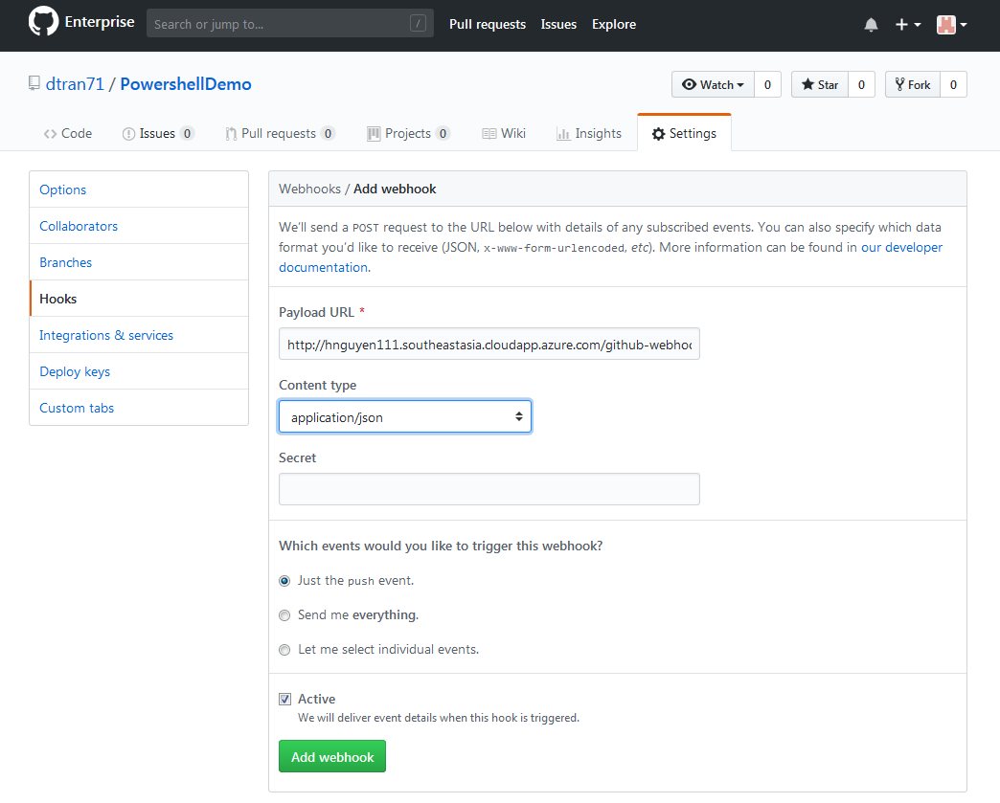 Enterprise
Search or jump to...
/
Pull requests
Issues
Explore
dtran71 / PowershellDemo
Watch
0
Star
0
Fork
0
Code
Issues 0
Pull requests 0
Projects 0
Wiki
Insights
Settings
Options
Collaborators
Branches
Hooks
Integrations & services
Deploy keys
Custom tabs
Webhooks / Add webhook
We'll send a POST request to the URL below with details of any subscribed events. You can also specify which data
format you'd like to receive (JSON, x-www-form-urlencoded, etc). More information can be found in our developer
documentation.
Payload URL *
http://hnguyen111.southeastasia.cloudapp.azure.com/github-webhoo
Content type
application/json
Secret
Which events would you like to trigger this webhook?
Just the push event.
Send me everything.
Let me select individual events.
Active
We will deliver event details when this hook is triggered.
Add webhook